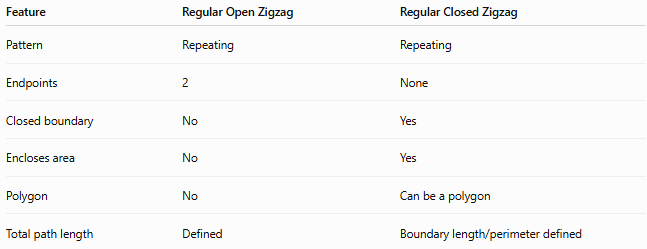 Feature Regular Open Zigzag Regular Closed Zigzag
Pattern Repeating Repeating
Endpoints 2 None
Closed boundary No Yes
Encloses area No Yes
Polygon No Can be a polygon
Total path length Defined Boundary length/perimeter defined